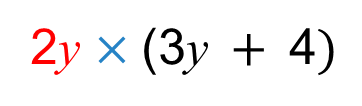 2y × (3y + 4)